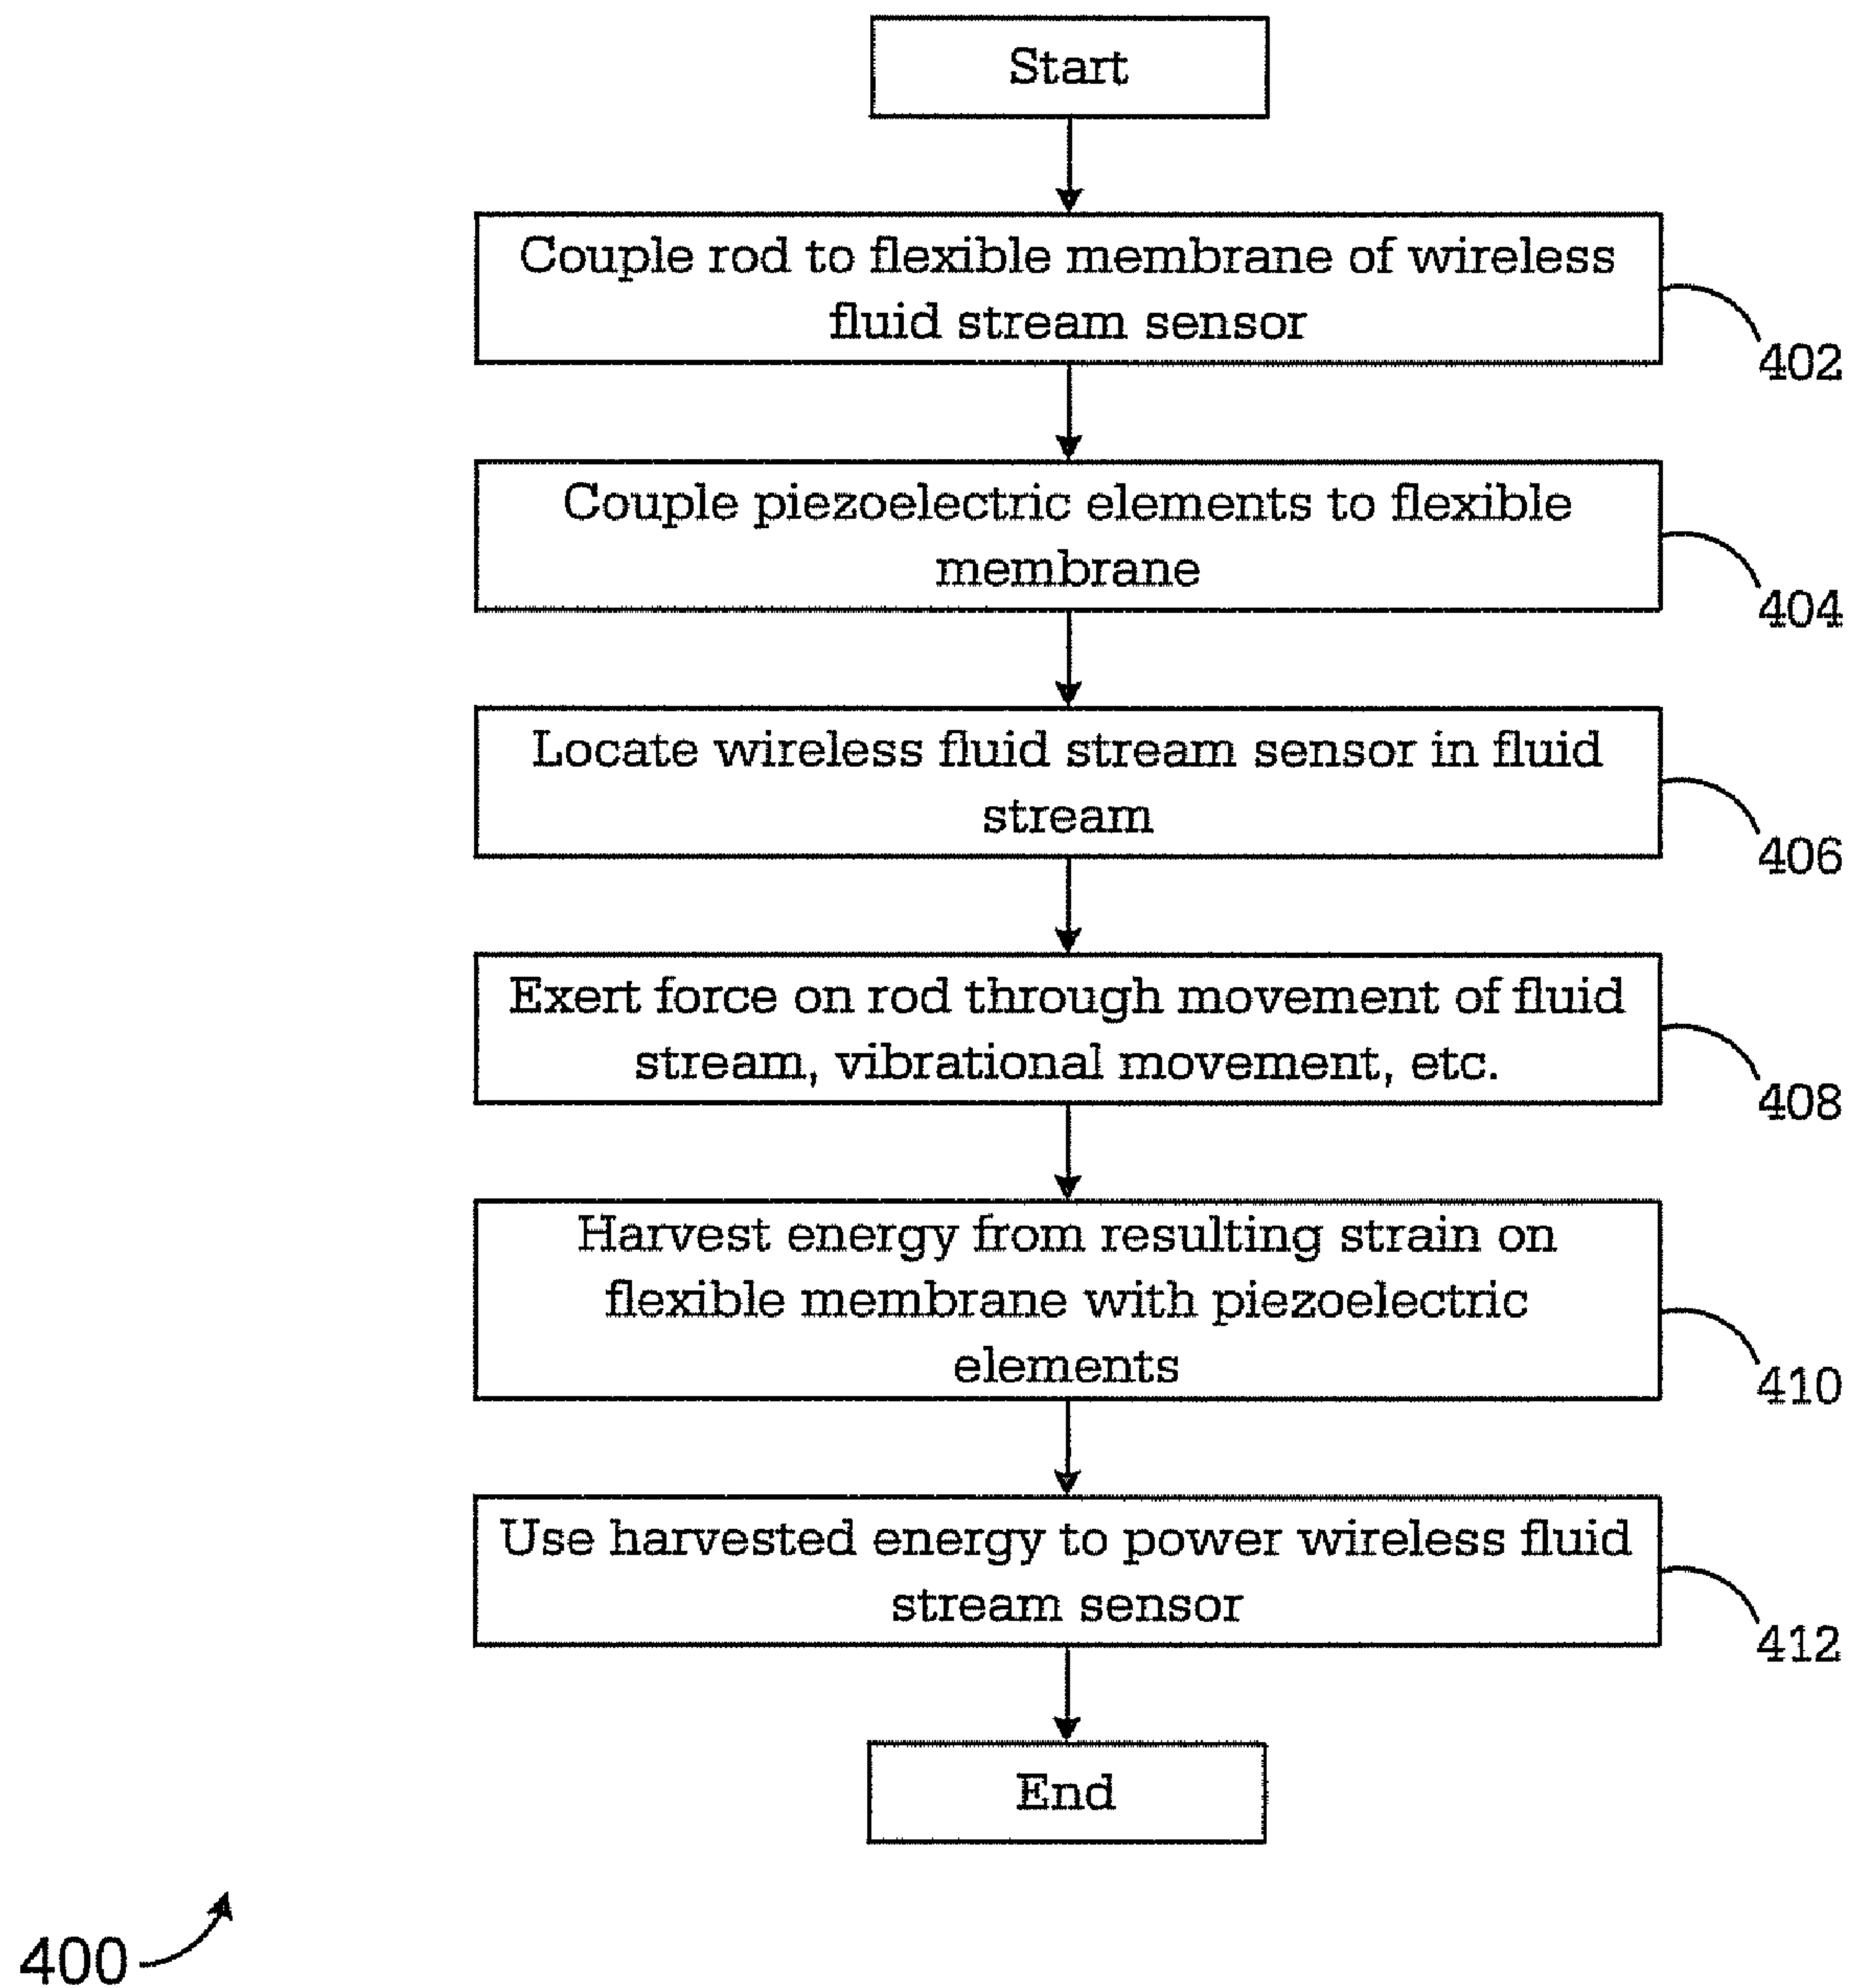 Start
Couple rod to flexible membrane of wireless
fluid stream sensor
402
Couple piezoelectric elements to flexible
membrane
404
Locate wireless fluid stream sensor in fluid
stream
406
Exert force on rod through movement of fluid
stream, vibrational movement, etc.
408
Harvest energy from resulting strain on
flexible membrane with piezoelectric
elements
410
Use harvested energy to power wireless fluid
stream sensor
412
End
400